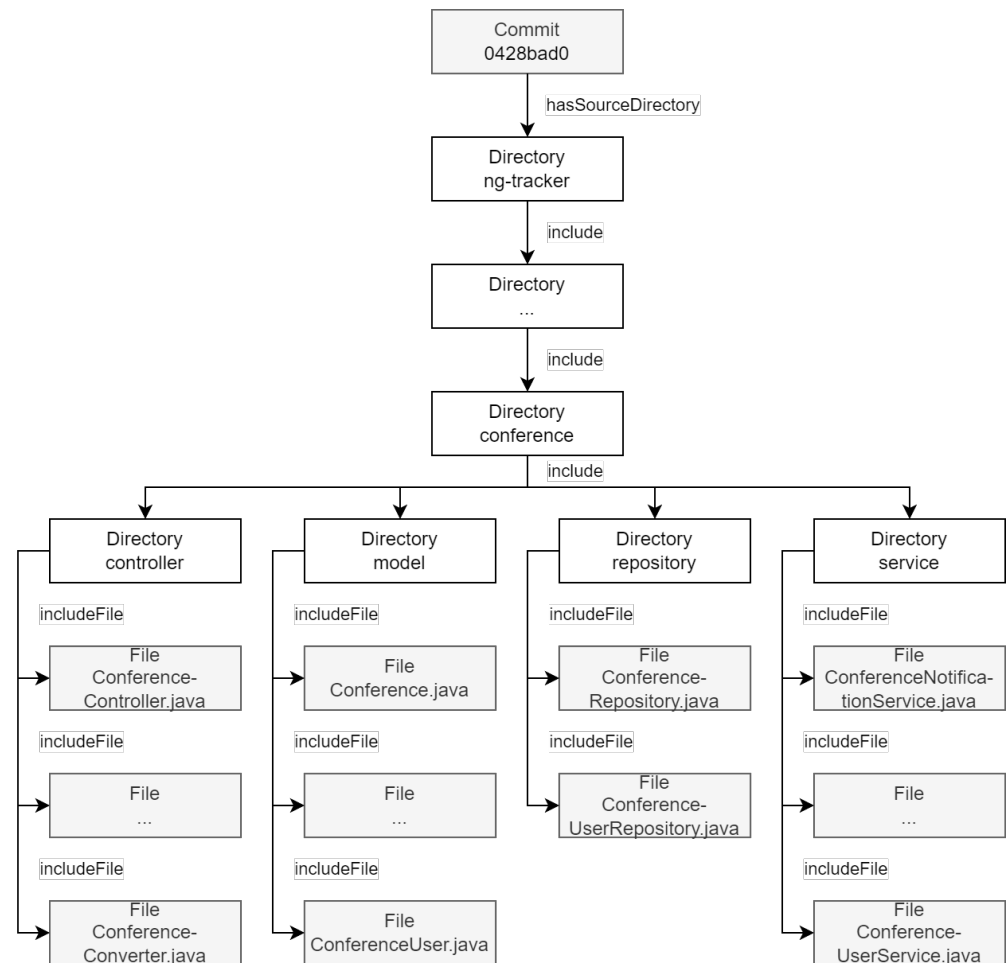 Commit
0428bad0
hasSourceDirectory
Directory
ng-tracker
include
Directory
...
include
Directory
conference
include
Directory
controller
Directory
model
Directory
repository
Directory
service
includeFile
includeFile
includeFile
includeFile
File
Conference-
Controller.java
File
Conference.java
File
Conference-
Repository.java
File
ConferenceNotifica-
tionService.java
includeFile
includeFile
includeFile
includeFile
File
...
File
...
File
Conference-
UserRepository.java
File
...
includeFile
includeFile
includeFile
File
Conference-
Converter.java
File
ConferenceUser.java
File
Conference-
UserService.java